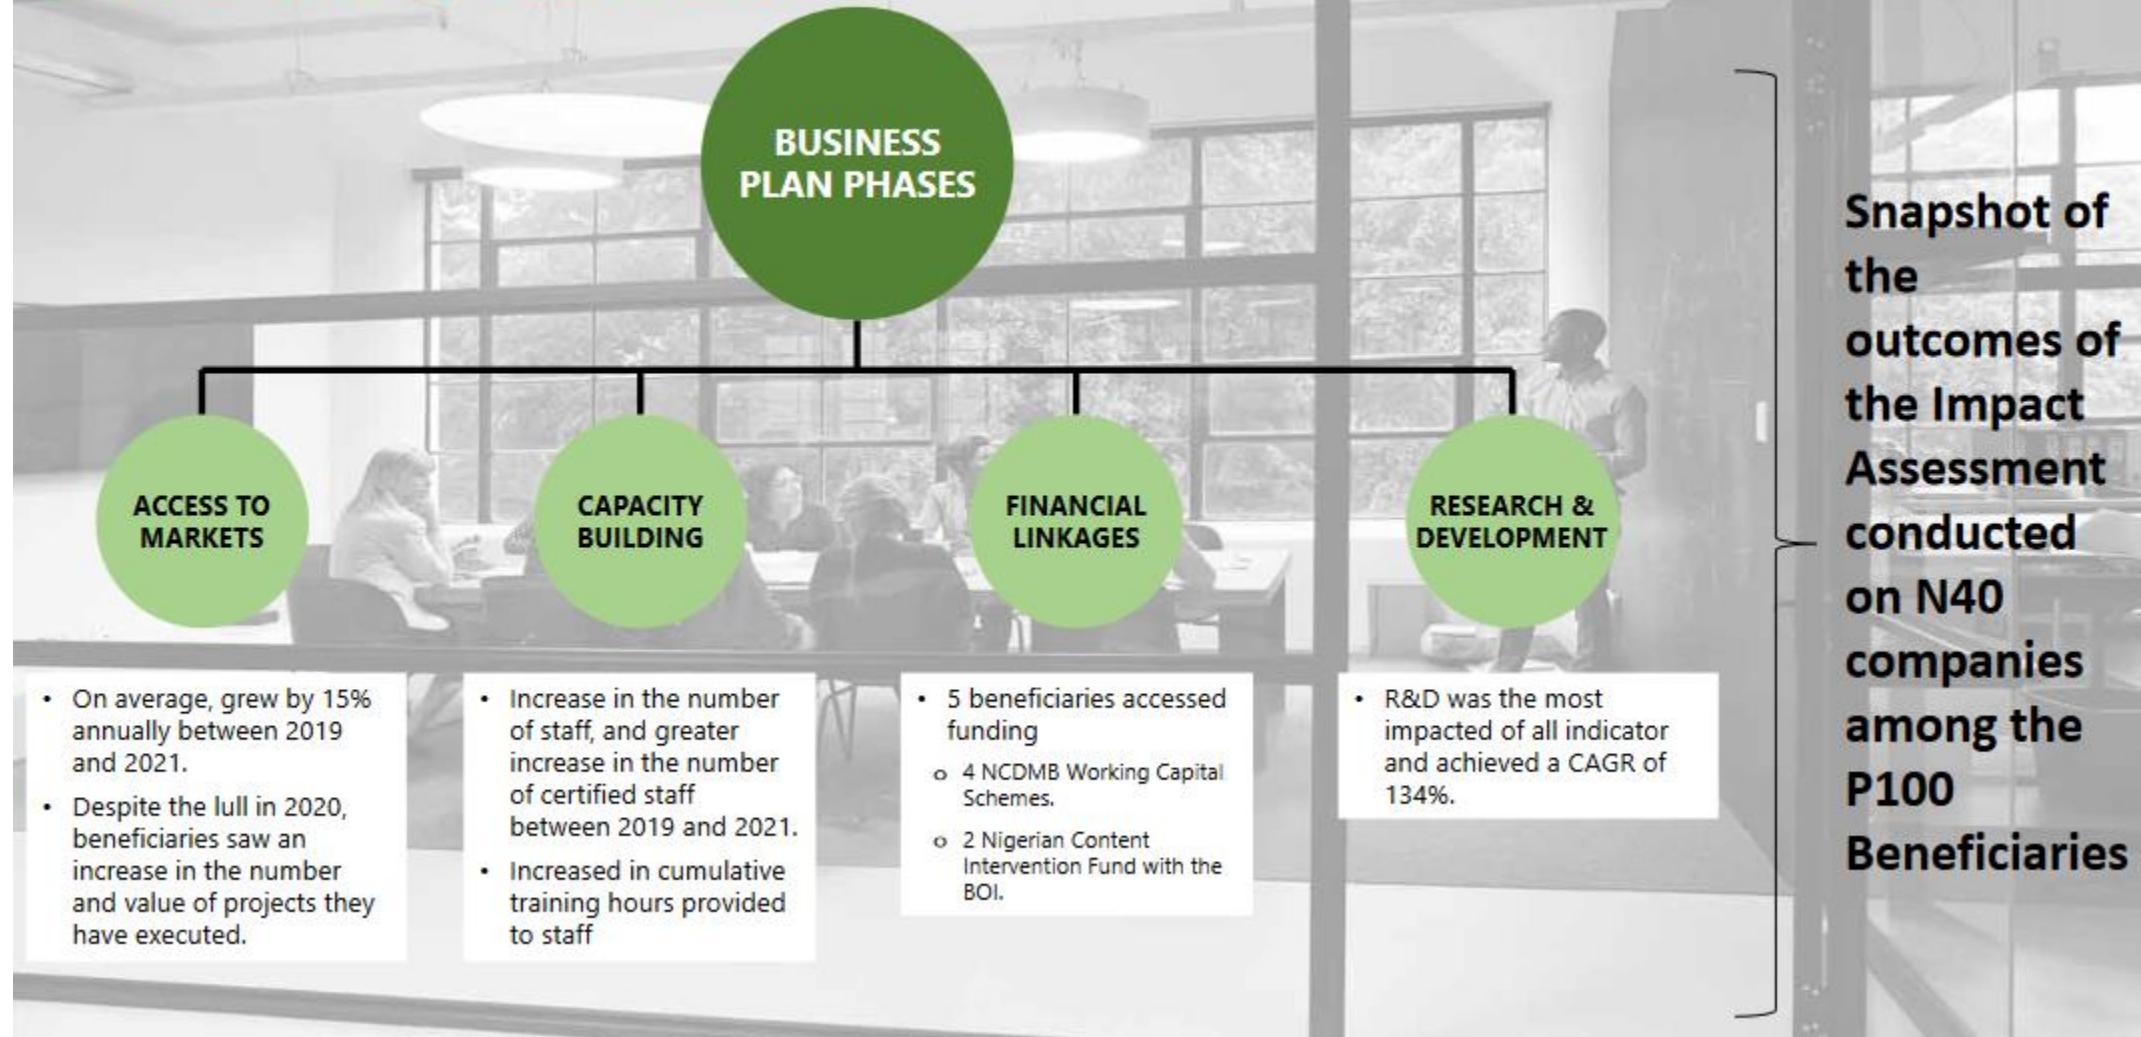 BUSINESS
PLAN PHASES
ACCESS TO
MARKETS
CAPACITY
BUILDING
FINANCIAL
LINKAGES
RESEARCH &
DEVELOPMENT
• On average, grew by 15%
annually between 2019
and 2021.
• Despite the lull in 2020,
beneficiaries saw an
increase in the number
and value of projects they
have executed.
• Increase in the number
of staff, and greater
increase in the number
of certified staff
between 2019 and 2021.
• Increased in cumulative
training hours provided
to staff
• 5 beneficiaries accessed
funding
o 4 NCDMB Working Capital
Schemes.
o 2 Nigerian Content
Intervention Fund with the
BOI.
• R&D was the most
impacted of all indicator
and achieved a CAGR of
134%.
Snapshot of
the
outcomes of
the Impact
Assessment
conducted
on N40
companies
among the
P100
Beneficiaries